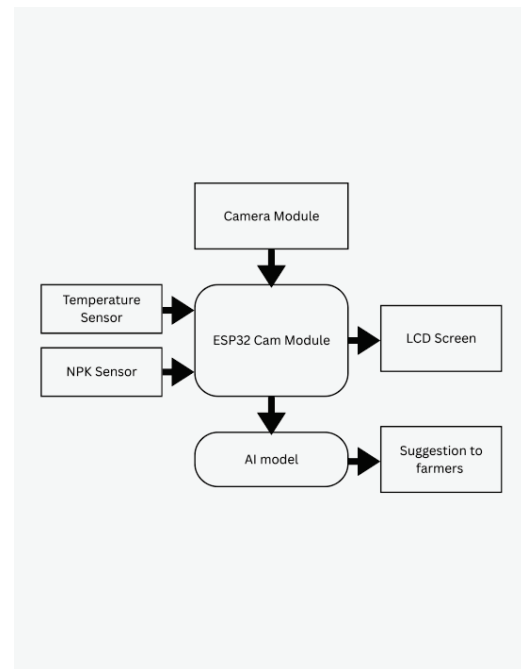 Camera Module
Temperature
Sensor
ESP32 Cam Module
LCD Screen
NPK Sensor
AI model
Suggestion to
farmers